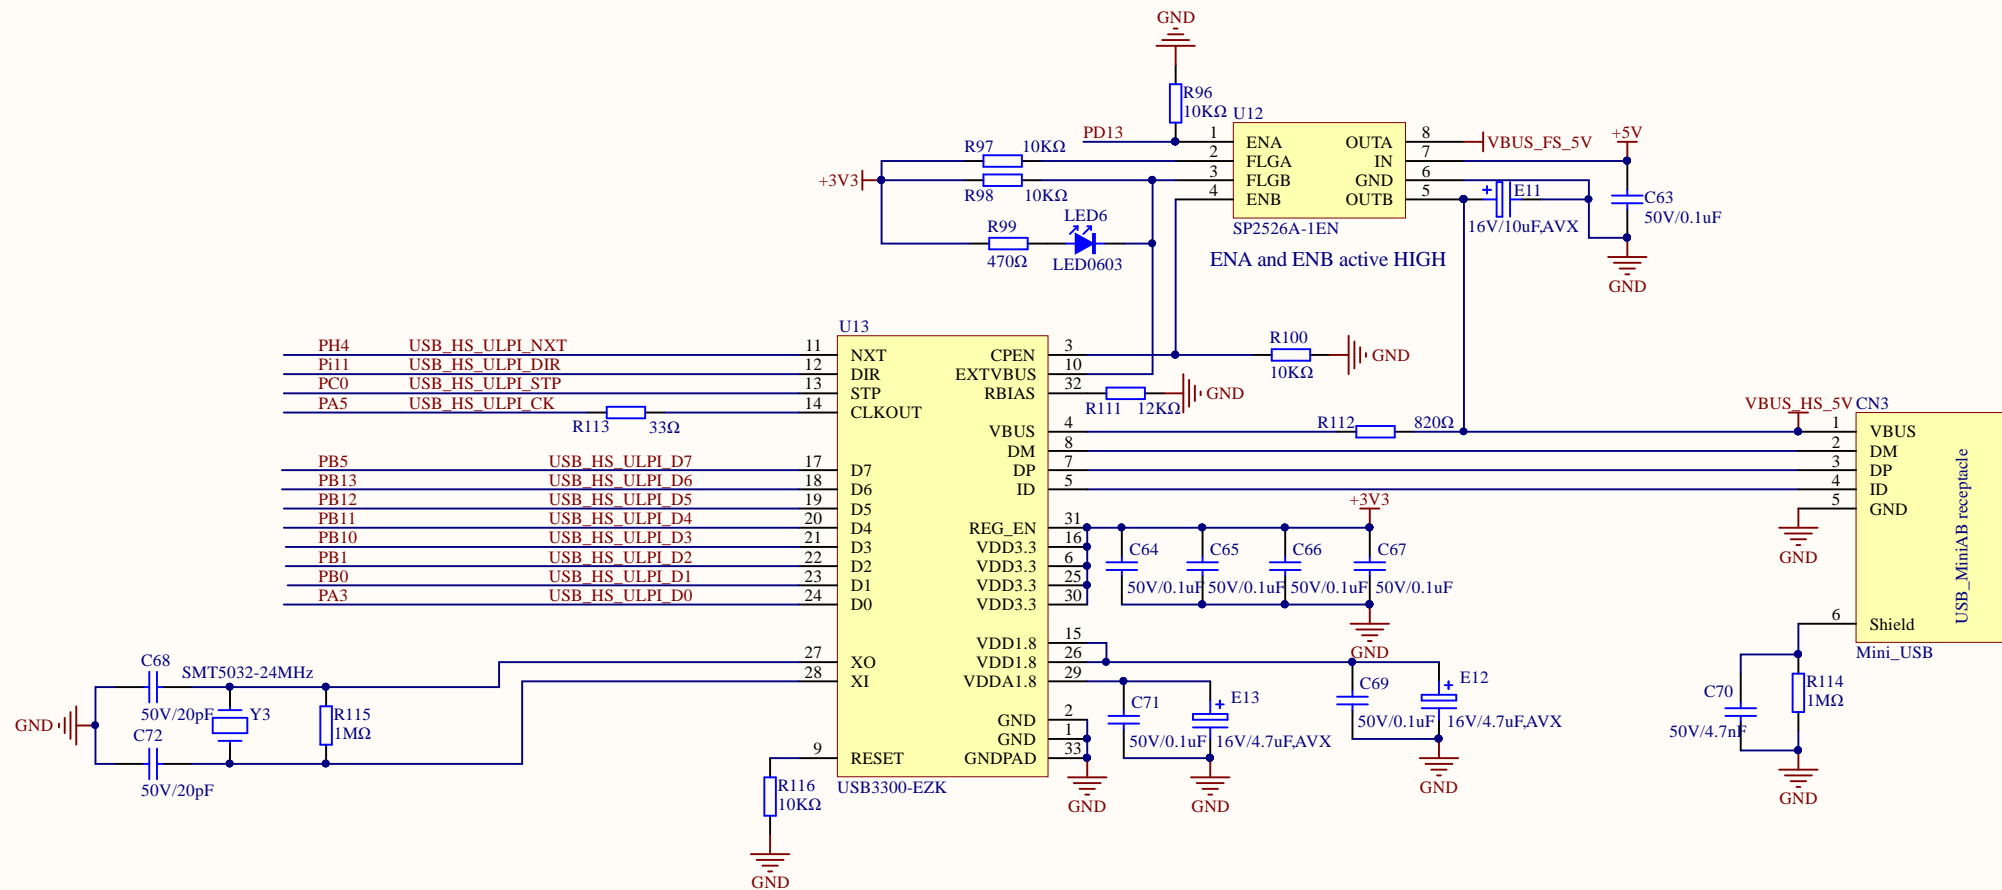 GND
R96
10KΩ
U12
PD13
1
ENA
OUTA
8
VBUS_FS_5V
+5V
R97
10KΩ
2
FLGA
IN
7
+3V3
3
FLGB
GND
6
R98
10KΩ
4
ENB
OUTB
5
E11
C63
50V/0.1uF
16V/10uF,AVX
SP2526A-1EN
R99
LED6
470Ω
LED0603
ENA and ENB active HIGH
GND
U13
PH4
USB_HS_ULPI_NXT
11
NXT
CPEN
3
R100
10KΩ
GND
Pi11
USB_HS_ULPI_DIR
12
DIR
EXTVBUS
10
PC0
USB_HS_ULPI_STP
13
STP
RBIAS
32
R111
12KΩ
GND
PA5
USB_HS_ULPI_CK
14
CLKOUT
R113
33Ω
VBUS
4
R112
820Ω
VBUS_HS_5V
CN3
1
VBUS
DM
8
2
DM
PB5
USB_HS_ULPI_D7
17
D7
DP
7
3
DP
PB13
USB_HS_ULPI_D6
18
D6
ID
5
4
ID
PB12
USB_HS_ULPI_D5
19
D5
+3V3
5
GND
PB11
USB_HS_ULPI_D4
20
D4
REG_EN
31
PB10
USB_HS_ULPI_D3
21
D3
VDD3.3
16
C64
C65
C66
C67
GND
PB1
USB_HS_ULPI_D2
22
D2
VDD3.3
6
PB0
USB_HS_ULPI_D1
23
D1
VDD3.3
25
50V/0.1uF
50V/0.1uF
50V/0.1uF
50V/0.1uF
PA3
USB_HS_ULPI_D0
24
D0
VDD3.3
30
USB_MiniAB receptacle
6
Shield
Mini_USB
GND
VDD1.8
15
27
XO
VDD1.8
26
28
XI
VDDA1.8
29
C68
SMT5032-24MHz
50V/20pF
Y3
R115
1MΩ
GND
C72
50V/20pF
C71
50V/0.1uF
E13
16V/4.7uF,AVX
C69
50V/0.1uF
E12
16V/4.7uF,AVX
C70
50V/4.7nF
R114
1MΩ
GND
2
GND
1
GNDPAD
33
9
RESET
R116
10KΩ
USB3300-EZK
GND
GND
GND
GND
GND